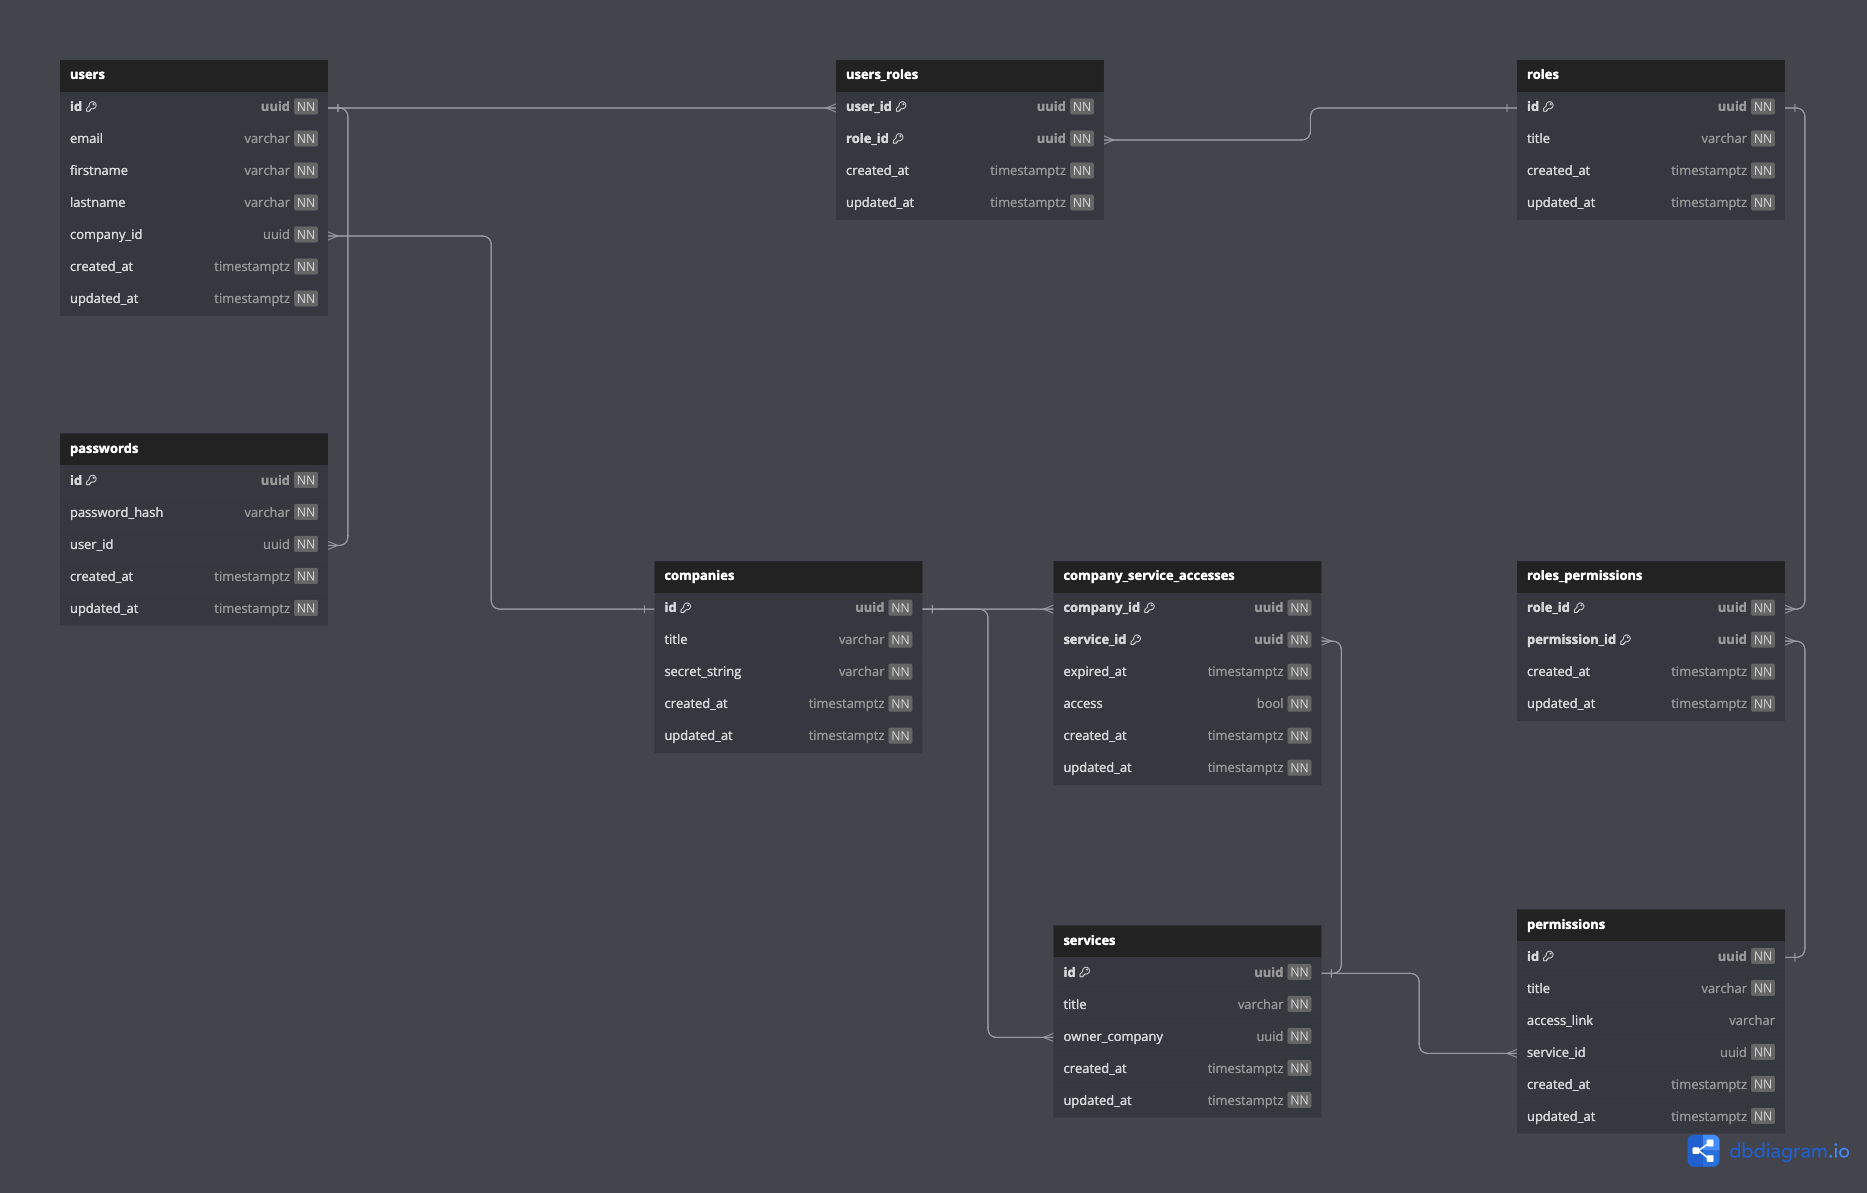 users
id uuid NN
email varchar NN
firstname varchar NN
lastname varchar NN
company_id uuid NN
created_at timestamptz NN
updated_at timestamptz NN
users_roles
user_id uuid NN
role_id uuid NN
created_at timestamptz NN
updated_at timestamptz NN
roles
id uuid NN
title varchar NN
created_at timestamptz NN
updated_at timestamptz NN
passwords
id uuid NN
password_hash varchar NN
user_id uuid NN
created_at timestamptz NN
updated_at timestamptz NN
companies
id uuid NN
title varchar NN
secret_string varchar NN
created_at timestamptz NN
updated_at timestamptz NN
company_service_accesses
company_id uuid NN
service_id uuid NN
expired_at timestamptz NN
access bool NN
created_at timestamptz NN
updated_at timestamptz NN
roles_permissions
role_id uuid NN
permission_id uuid NN
created_at timestamptz NN
updated_at timestamptz NN
services
id uuid NN
title varchar NN
owner_company uuid NN
created_at timestamptz NN
updated_at timestamptz NN
permissions
id uuid NN
title varchar NN
access_link varchar
service_id uuid NN
created_at timestamptz NN
updated_at timestamptz NN
dbdiagram.io